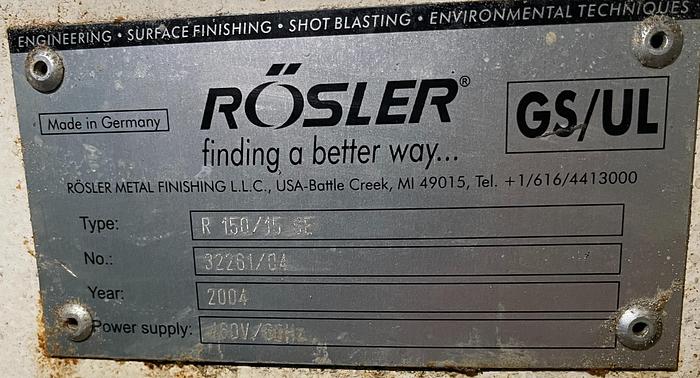 ENGINEERING • SURFACE FINISHING • SHOT BLASTING • ENVIRONMENTAL TECHNIQUES
RÖSLER®
GS/UL
Made in Germany
finding a better way...
RÖSLER METAL FINISHING L.L.C., USA-Battle Creek, MI 49015, Tel. +1/616/4413000
Type: R 150/15 SE
No.: 32261/04
Year: 2004
Power supply: 480V/60Hz